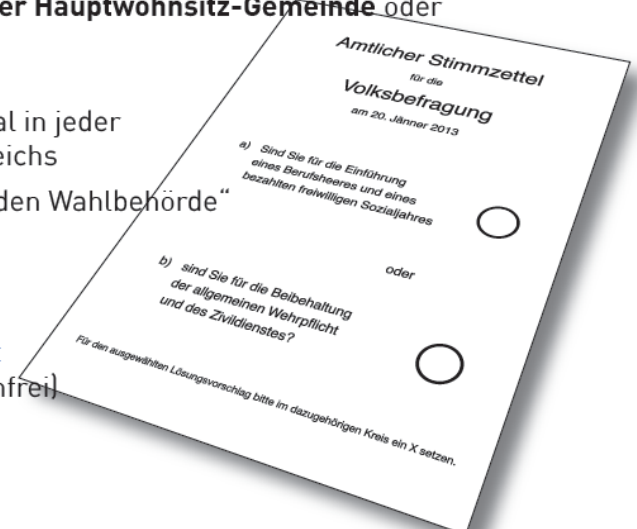 er Hauptwohnsitz-Gemeinde oder
al in jeder
eichs
den Wahlbehörde“
nfrei)
Amtlicher Stimmzettel
für die
Volksbefragung
am 20. Jänner 2013
a) Sind Sie für die Einführung
eines Berufsheeres und eines
bezahlten freiwilligen Sozialjahres
oder
b) sind Sie für die Beibehaltung
der allgemeinen Wehrpflicht
und des Zivildienstes?
Für den ausgewählten Lösungsvorschlag bitte im dazugehörigen Kreis ein X setzen.